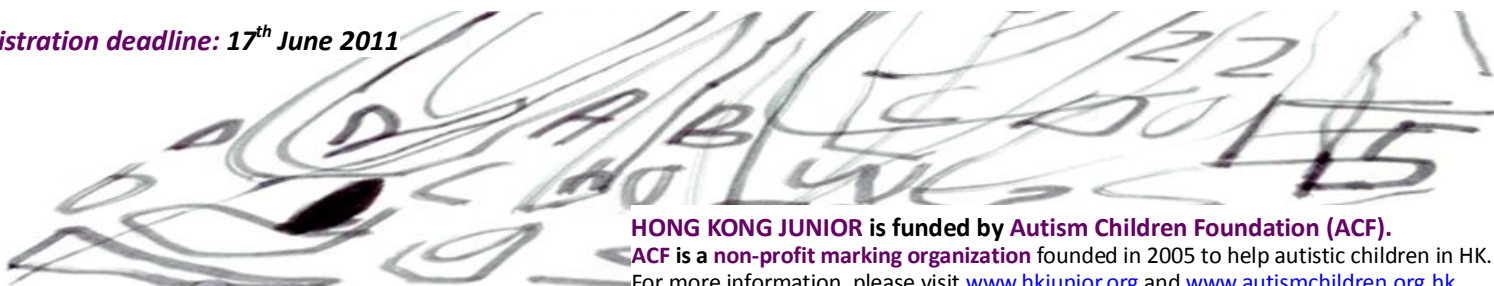 istration deadline: 17th June 2011
HONG KONG JUNIOR is funded by Autism Children Foundation (ACF).
ACF is a non-profit marking organization founded in 2005 to help autistic children in HK.
For more information, please visit www.hkjunior.org and www.autismchildren.org.hk